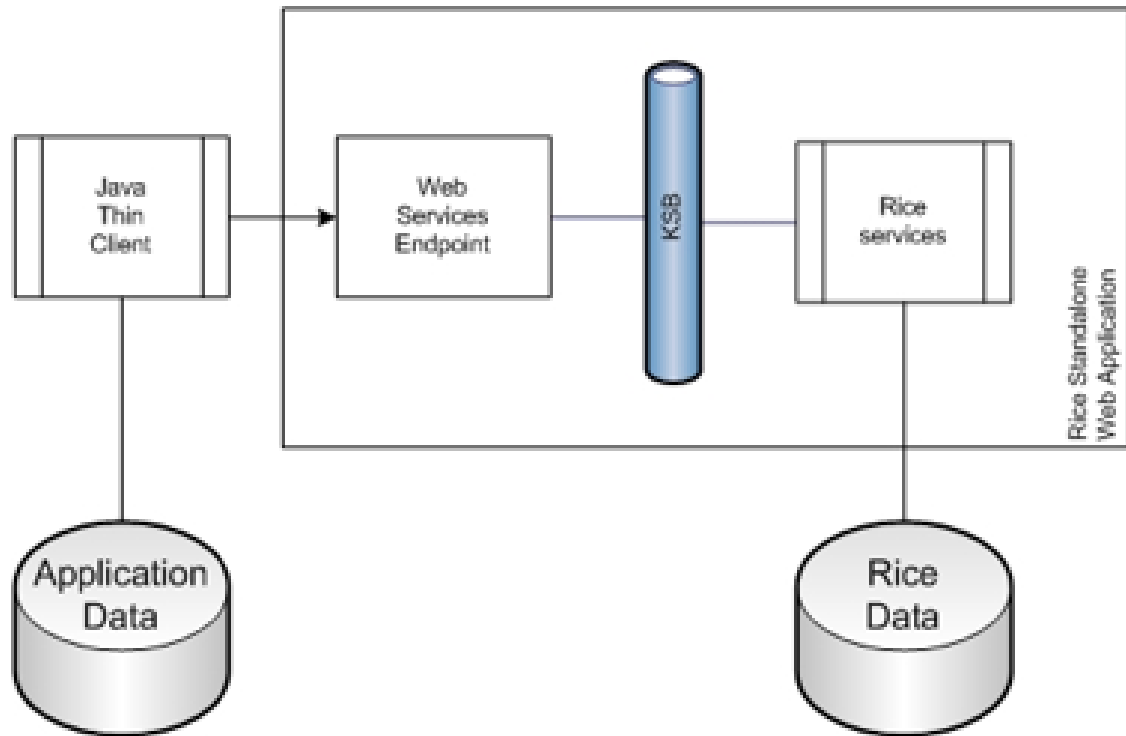 Java
Thin
Client
Web
Services
Endpoint
KSB
Rice
services
Rice Standalone
Web Application
Application
Data
Rice
Data